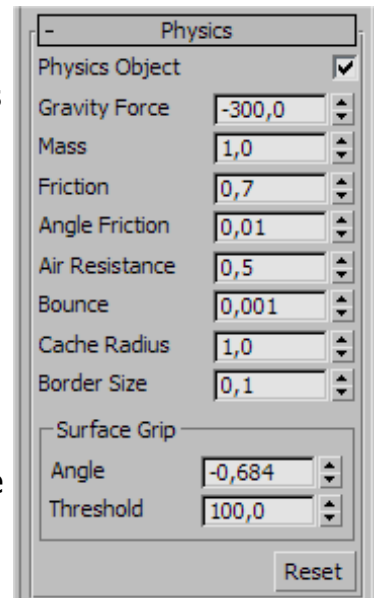 - Physics
Physics Object
Gravity Force -300,0
Mass 1,0
Friction 0,7
Angle Friction 0,01
Air Resistance 0,5
Bounce 0,001
Cache Radius 1,0
Border Size 0,1
Surface Grip
Angle -0,684
Threshold 100,0
Reset